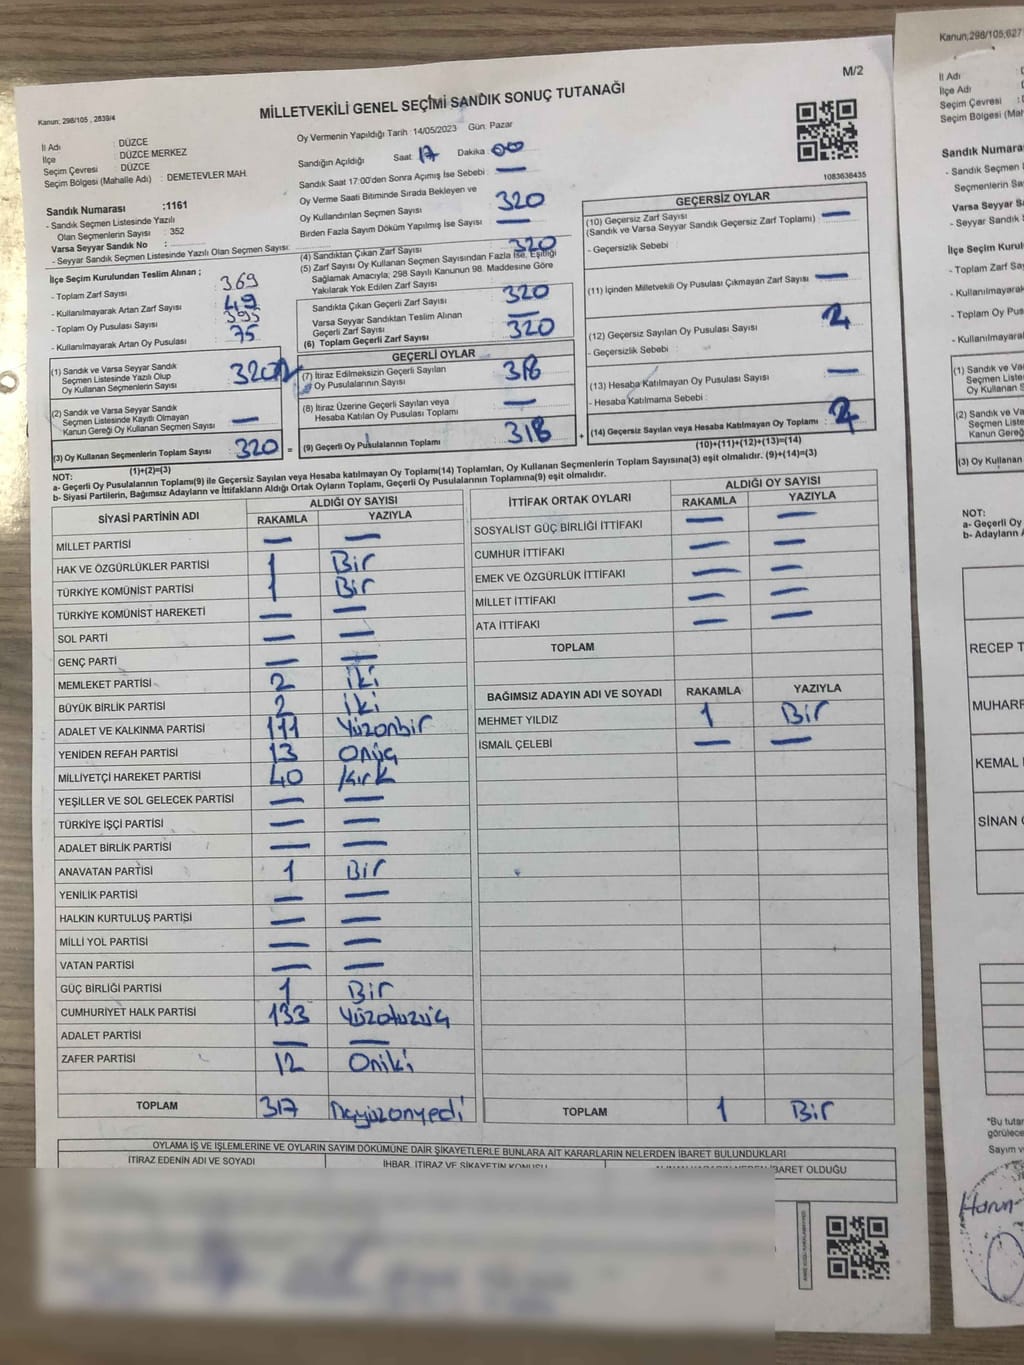 M/2
Kanun: 298/105 , 2839/4
MİLLETVEKİLİ GENEL SEÇİMİ SANDIK SONUÇ TUTANAĞI
İl Adı : DÜZCE
İlçe : DÜZCE MERKEZ
Seçim Çevresi : DÜZCE
Seçim Bölgesi (Mahalle Adı) : DEMETEVLER MAH.
Sandık Numarası :1161
- Sandık Seçmen Listesinde Yazılı
Olan Seçmenlerin Sayısı : 352
Varsa Seyyar Sandık No :
- Seyyar Sandık Seçmen Listesinde Yazılı Olan Seçmen Sayısı:
İlçe Seçim Kurulundan Teslim Alınan ;
- Toplam Zarf Sayısı : 369
- Kullanılmayarak Artan Zarf Sayısı : 49
- Toplam Oy Pusulası Sayısı : 395
- Kullanılmayarak Artan Oy Pusulası : 75
(1) Sandık ve Varsa Seyyar Sandık
Seçmen Listesinde Yazılı Olup
Oy Kullanan Seçmenlerin Sayısı : 320
(2) Sandık ve Varsa Seyyar Sandık
Seçmen Listesinde Kayıtlı Olmayan
Kanun Gereği Oy Kullanan Seçmen Sayısı : —
(3) Oy Kullanan Seçmenlerin Toplam Sayısı : 320
(1)+(2)=(3)
Oy Vermenin Yapıldığı Tarih : 14/05/2023 Gün: Pazar
Sandığın Açıldığı Saat : 17 Dakika : 00
Sandık Saat 17:00'den Sonra Açımış İse Sebebi : —
Oy Verme Saati Bitiminde Sırada Bekleyen ve
Oy Kullandırılan Seçmen Sayısı : 320
Birden Fazla Sayım Döküm Yapılmış İse Sayısı : —
(4) Sandıktan Çıkan Zarf Sayısı : 320
(5) Zarf Sayısı Oy Kullanan Seçmen Sayısından Fazla İse, Eşitliği
Sağlamak Amacıyla; 298 Sayılı Kanunun 98. Maddesine Göre
Yakılarak Yok Edilen Zarf Sayısı :
Sandıkta Çıkan Geçerli Zarf Sayısı : 320
Varsa Seyyar Sandıktan Teslim Alınan
Geçerli Zarf Sayısı : —
(6) Toplam Geçerli Zarf Sayısı : 320
GEÇERLİ OYLAR
(7) İtiraz Edilmeksizin Geçerli Sayılan
Oy Pusulalarının Sayısı : 318
(8) İtiraz Üzerine Geçerli Sayılan veya
Hesaba Katılan Oy Pusulası Toplamı : —
= (9) Geçerli Oy Pusulalarının Toplamı : 318
1083636435
GEÇERSİZ OYLAR
(10) Geçersiz Zarf Sayısı : —
(Sandık ve Varsa Seyyar Sandık Geçersiz Zarf Toplamı)
- Geçersizlik Sebebi :
(11) İçinden Milletvekili Oy Pusulası Çıkmayan Zarf Sayısı : —
(12) Geçersiz Sayılan Oy Pusulası Sayısı : 2
- Geçersizlik Sebebi :
(13) Hesaba Katılmayan Oy Pusulası Sayısı : —
- Hesaba Katılmama Sebebi :
+ (14) Geçersiz Sayılan veya Hesaba Katılmayan Oy Toplamı : 2
(10)+(11)+(12)+(13)=(14)
NOT:
a- Geçerli Oy Pusulalarının Toplamı(9) ile Geçersiz Sayılan veya Hesaba katılmayan Oy Toplamı(14) Toplamları, Oy Kullanan Seçmenlerin Toplam Sayısına(3) eşit olmalıdır. (9)+(14)=(3)
b- Siyasi Partilerin, Bağımsız Adayların ve İttifakların Aldığı Ortak Oyların Toplamı, Geçerli Oy Pusulalarının Toplamına(9) eşit olmalıdır.
SİYASİ PARTİNİN ADI ALDIĞI OY SAYISI
RAKAMLA YAZIYLA
MİLLET PARTİSİ — —
HAK VE ÖZGÜRLÜKLER PARTİSİ 1 Bir
TÜRKİYE KOMÜNİST PARTİSİ 1 Bir
TÜRKİYE KOMÜNİST HAREKETİ — —
SOL PARTİ — —
GENÇ PARTİ — —
MEMLEKET PARTİSİ 2 İki
BÜYÜK BİRLİK PARTİSİ 2 İki
ADALET VE KALKINMA PARTİSİ 111 Yüzonbir
YENİDEN REFAH PARTİSİ 13 Onüç
MİLLİYETÇİ HAREKET PARTİSİ 40 Kırk
YEŞİLLER VE SOL GELECEK PARTİSİ — —
TÜRKİYE İŞÇİ PARTİSİ — —
ADALET BİRLİK PARTİSİ — —
ANAVATAN PARTİSİ 1 Bir
YENİLİK PARTİSİ — —
HALKIN KURTULUŞ PARTİSİ — —
MİLLİ YOL PARTİSİ — —
VATAN PARTİSİ — —
GÜÇ BİRLİĞİ PARTİSİ 1 Bir
CUMHURİYET HALK PARTİSİ 133 Yüzotuzüç
ADALET PARTİSİ — —
ZAFER PARTİSİ 12 Oniki
TOPLAM 317
İTTİFAK ORTAK OYLARI ALDIĞI OY SAYISI
RAKAMLA YAZIYLA
SOSYALİST GÜÇ BİRLİĞİ İTTİFAKI — —
CUMHUR İTTİFAKI — —
EMEK VE ÖZGÜRLÜK İTTİFAKI — —
MİLLET İTTİFAKI — —
ATA İTTİFAKI — —
TOPLAM
BAĞIMSIZ ADAYIN ADI VE SOYADI RAKAMLA YAZIYLA
MEHMET YILDIZ 1 Bir
İSMAİL ÇELEBİ — —
TOPLAM 1 Bir
OYLAMA İŞ VE İŞLEMLERİNE VE OYLARIN SAYIM DÖKÜMÜNE DAİR ŞİKAYETLERLE BUNLARA AİT KARARLARIN NELERDEN İBARET BULUNDUKLARI
İTİRAZ EDENİN ADI VE SOYADI İHBAR, İTİRAZ VE ŞİKAYETİN KONUSU İBARET OLDUĞU
Kanun;298/105;627
İl Adı :
İlçe Adı :
Seçim Çevresi :
Seçim Bölgesi (Mah
Sandık Numaras
- Sandık Seçmen
Seçmenlerin Sayıs
Varsa Seyyar S
- Seyyar Sandık
İlçe Seçim Kurul
- Toplam Zarf Sa
- Kullanılmayara
- Toplam Oy Pus
- Kullanılmaya
(1) Sandık ve Va
Seçmen Listes
Oy Kullanan
(2) Sandık ve Va
Seçmen Lis
Kanun Gereğ
(3) Oy Kullanan
NOT:
a- Geçerli Oy
b- Adayların A
RECEP T
MUHARR
KEMAL
SİNAN
*Bu tutar
görülece
Sayım v
Harun